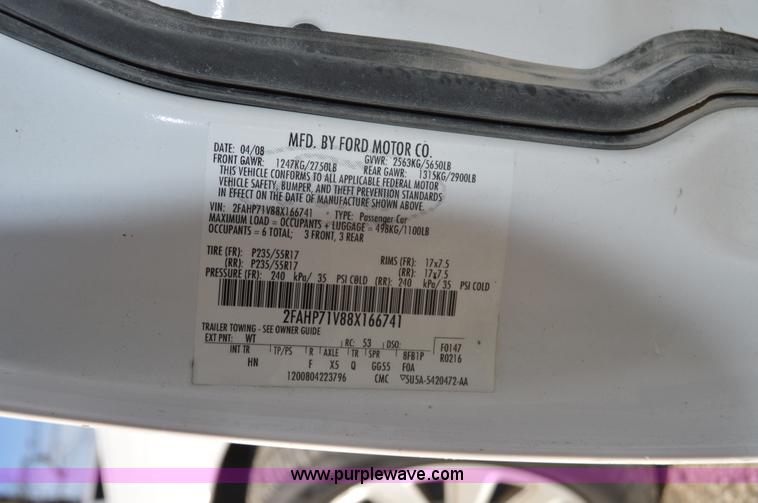 MFD. BY FORD MOTOR CO.
DATE: 04/08 GVWR: 2563KG/5650LB
FRONT GAWR: 1247KG/2750LB REAR GAWR: 1315KG/2900LB
THIS VEHICLE CONFORMS TO ALL APPLICABLE FEDERAL MOTOR
VEHICLE SAFETY, BUMPER, AND THEFT PREVENTION STANDARDS
IN EFFECT ON THE DATE OF MANUFACTURE SHOWN ABOVE.
VIN: 2FAHP71V88X166741 TYPE: Passenger Car
MAXIMUM LOAD = OCCUPANTS + LUGGAGE = 498KG/1100LB
OCCUPANTS = 6 TOTAL; 3 FRONT, 3 REAR
TIRE (FR): P235/55R17 RIMS (FR): 17x7.5
(RR): P235/55R17 (RR): 17x7.5
PRESSURE (FR): 240 kPa/ 35 PSI COLD (RR): 240 kPa/ 35 PSI COLD
2FAHP71V88X166741
TRAILER TOWING - SEE OWNER GUIDE
EXT PNT: WT RC: 53 DSO: F0147
INT TR TP/PS R AXLE TR SPR 8FB1P R0216
HN F X5 Q GG55 F0A
1200804223796 CMC ▽5U5A-5420472-AA
www.purplewave.com